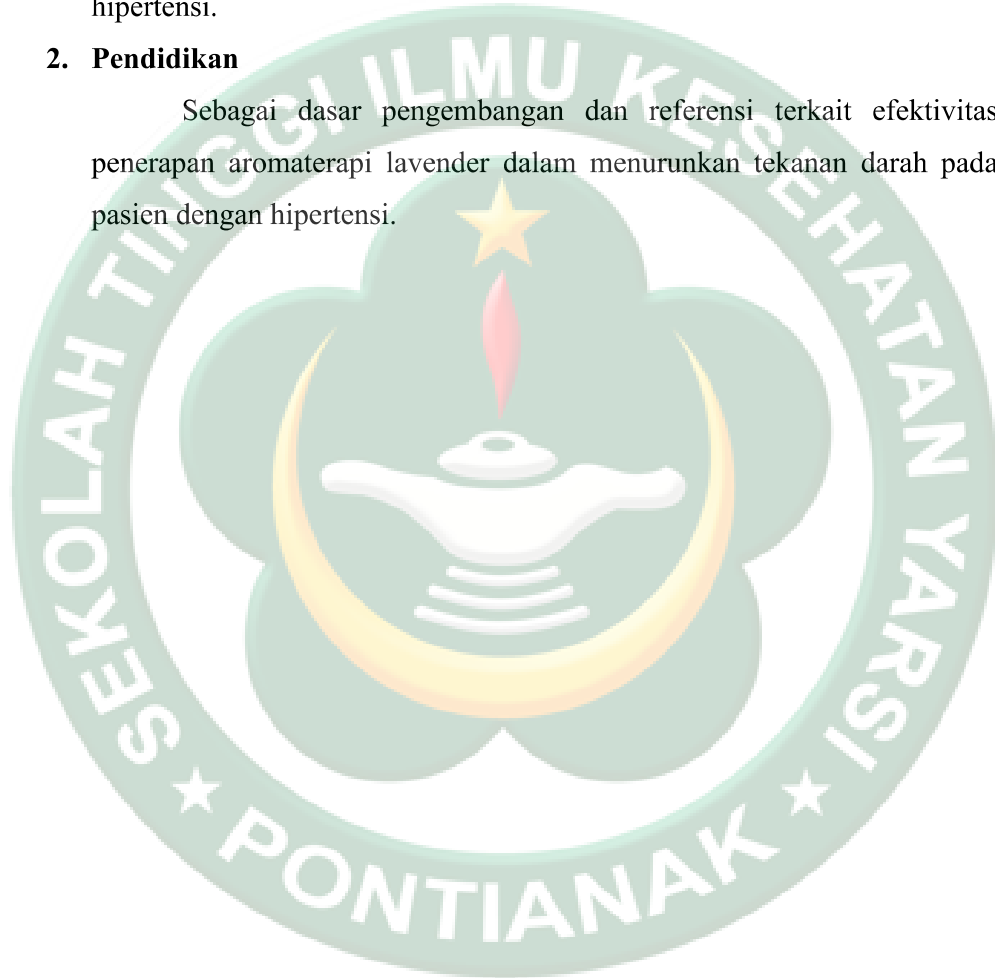 hipertensi.
2. Pendidikan
Sebagai dasar pengembangan dan referensi terkait efektivitas
penerapan aromaterapi lavender dalam menurunkan tekanan darah pada
pasien dengan hipertensi.
SEKOLAH TINGGI ILMU KESEHATAN YARSI
PONTIANAK